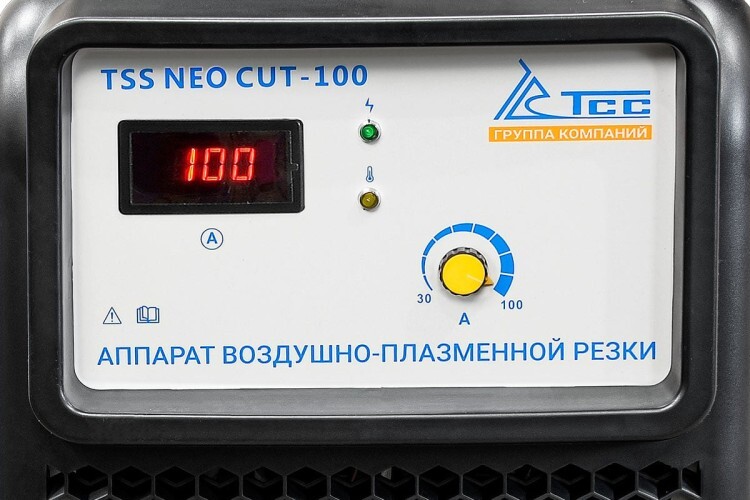 TSS NEO CUT-100
ТСС
ГРУППА КОМПАНИЙ
100
A
30
100
A
АППАРАТ ВОЗДУШНО-ПЛАЗМЕННОЙ РЕЗКИ